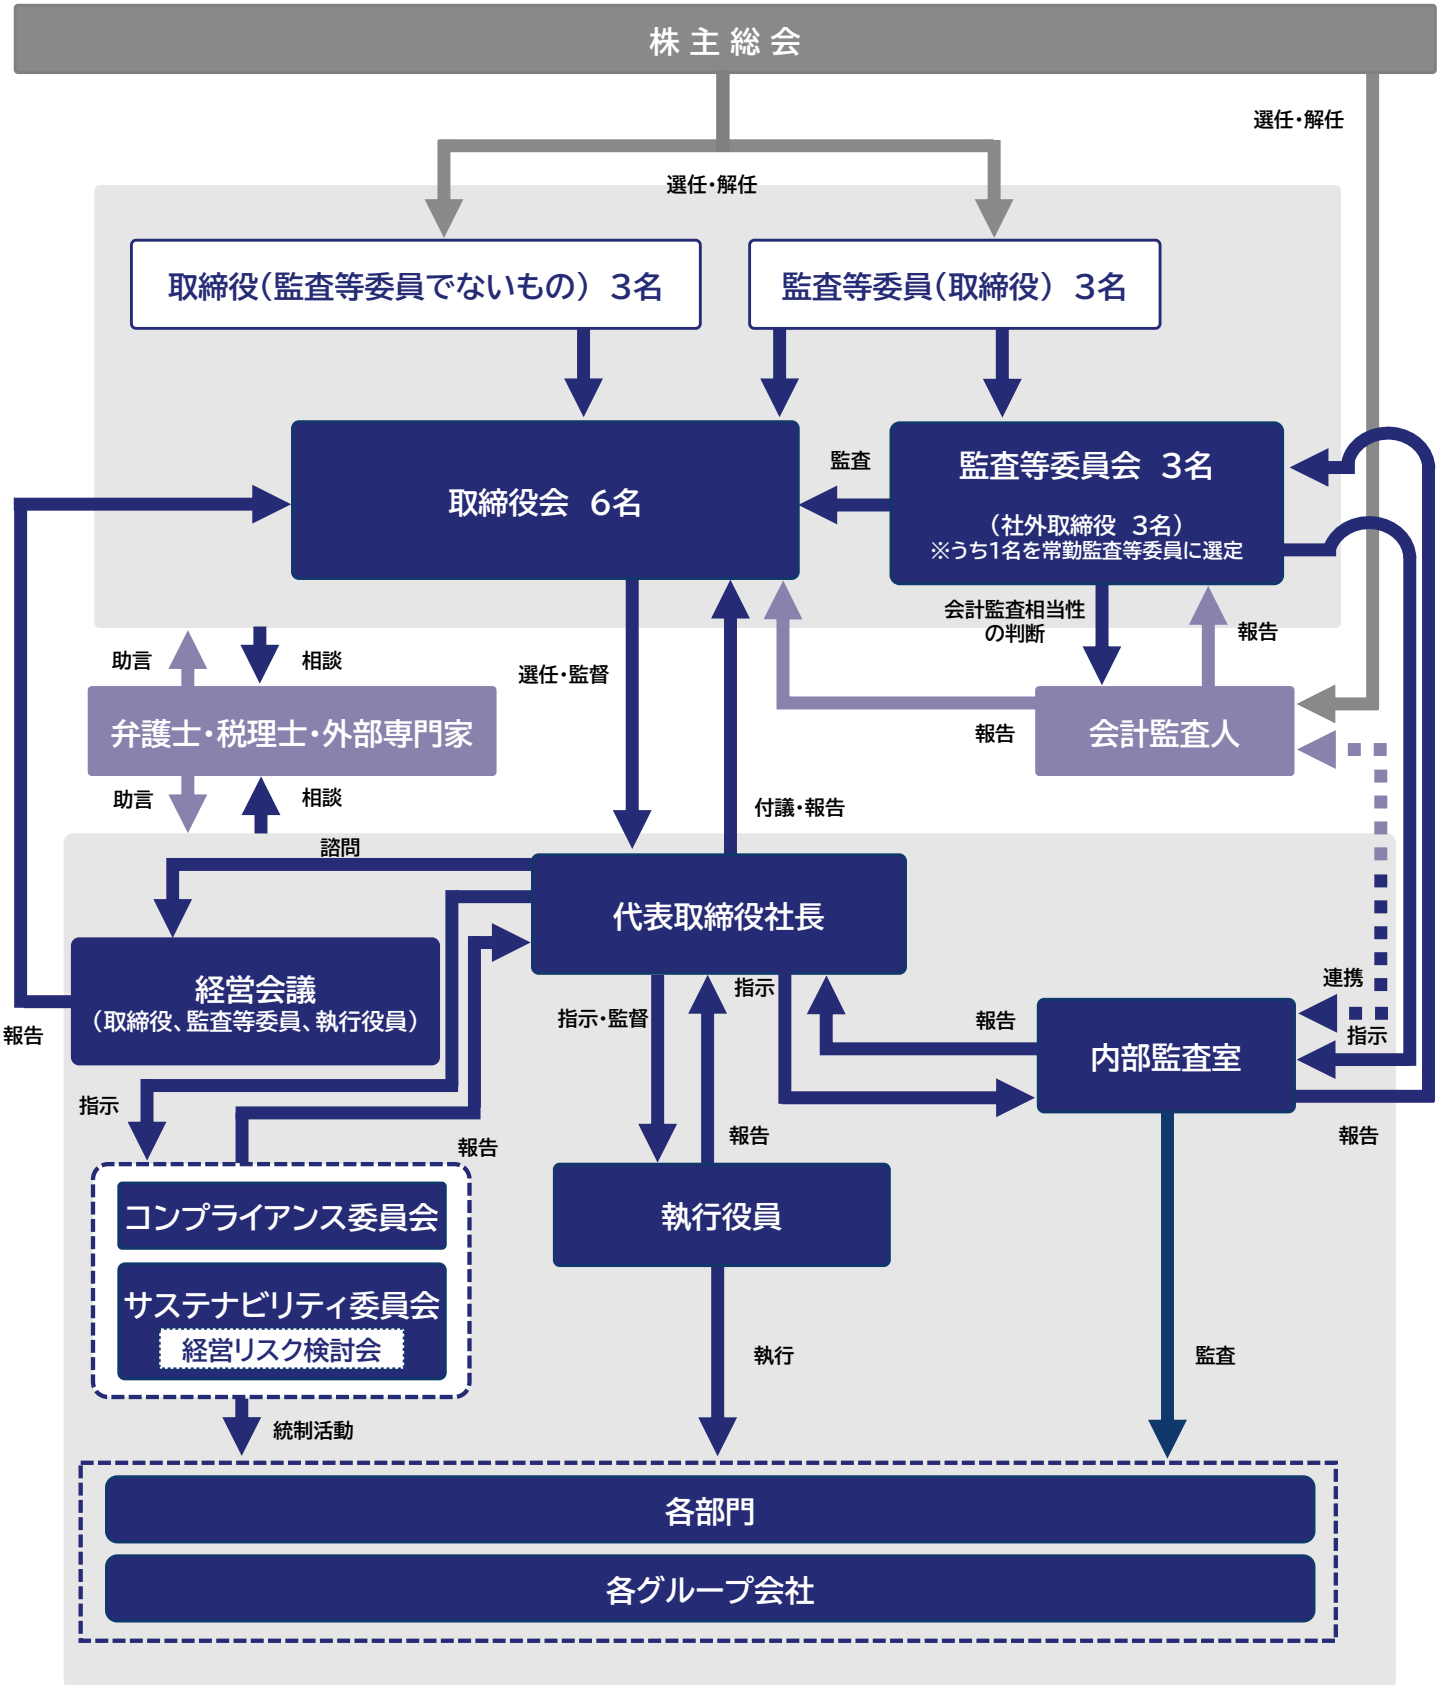 株主総会
選任・解任
選任・解任
取締役(監査等委員でないもの) 3名
監査等委員(取締役) 3名
取締役会 6名
監査
監査等委員会 3名
(社外取締役 3名)
※うち1名を常勤監査等委員に選定
会計監査相当性
の判断
報告
助言
相談
選任・監督
弁護士・税理士・外部専門家
報告
会計監査人
助言
相談
付議・報告
諮問
代表取締役社長
経営会議
(取締役、監査等委員、執行役員)
報告
指示・監督
指示
報告
連携
指示
内部監査室
指示
報告
報告
報告
コンプライアンス委員会
サステナビリティ委員会
経営リスク検討会
執行役員
執行
監査
統制活動
各部門
各グループ会社